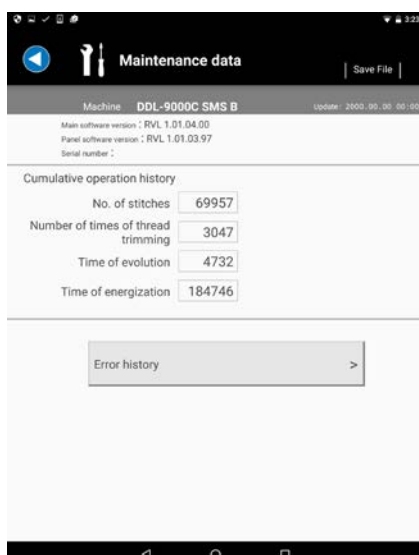 3:23
Maintenance data
Save File
Machine DDL-9000C SMS B Update: 2000.00.00 00:00
Main software version : RVL 1.01.04.00
Panel software version : RVL 1.01.03.97
Serial number :
Cumulative operation history
No. of stitches 69957
Number of times of thread
trimming 3047
Time of evolution 4732
Time of energization 184746
Error history >